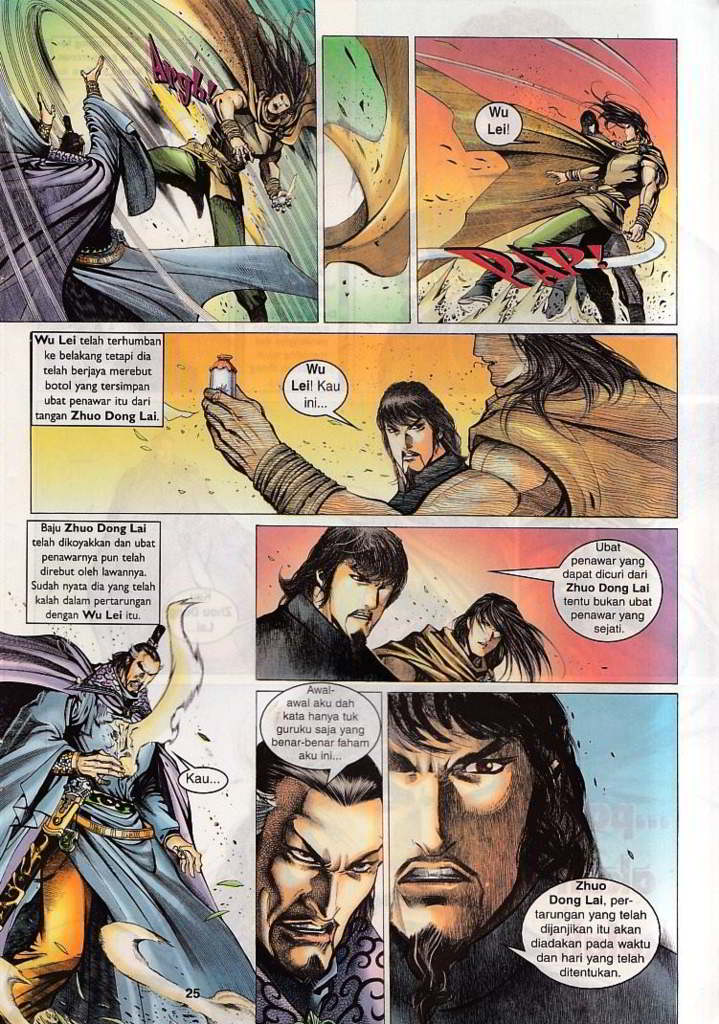 Argh!
Wu
Lei!
PAP!
Wu Lei telah terhumban
ke belakang tetapi dia
telah berjaya merebut
botol yang tersimpan
ubat penawar itu dari
tangan Zhuo Dong Lai.
Wu
Lei! Kau
ini...
Baju Zhuo Dong Lai
telah dikoyakkan dan ubat
penawarnya pun telah
direbut oleh lawannya.
Sudah nyata dia yang telah
kalah dalam pertarungan
dengan Wu Lei itu.
Ubat
penawar yang
dapat dicuri dari
Zhuo Dong Lai
tentu bukan ubat
penawar yang
sejati.
Kau...
Awal-
awal aku dah
kata hanya tuk
guruku saja yang
benar-benar faham
aku ini...
Zhuo
Dong Lai, per-
tarungan yang telah
dijanjikan itu akan
diadakan pada waktu
dan hari yang telah
ditentukan.
25